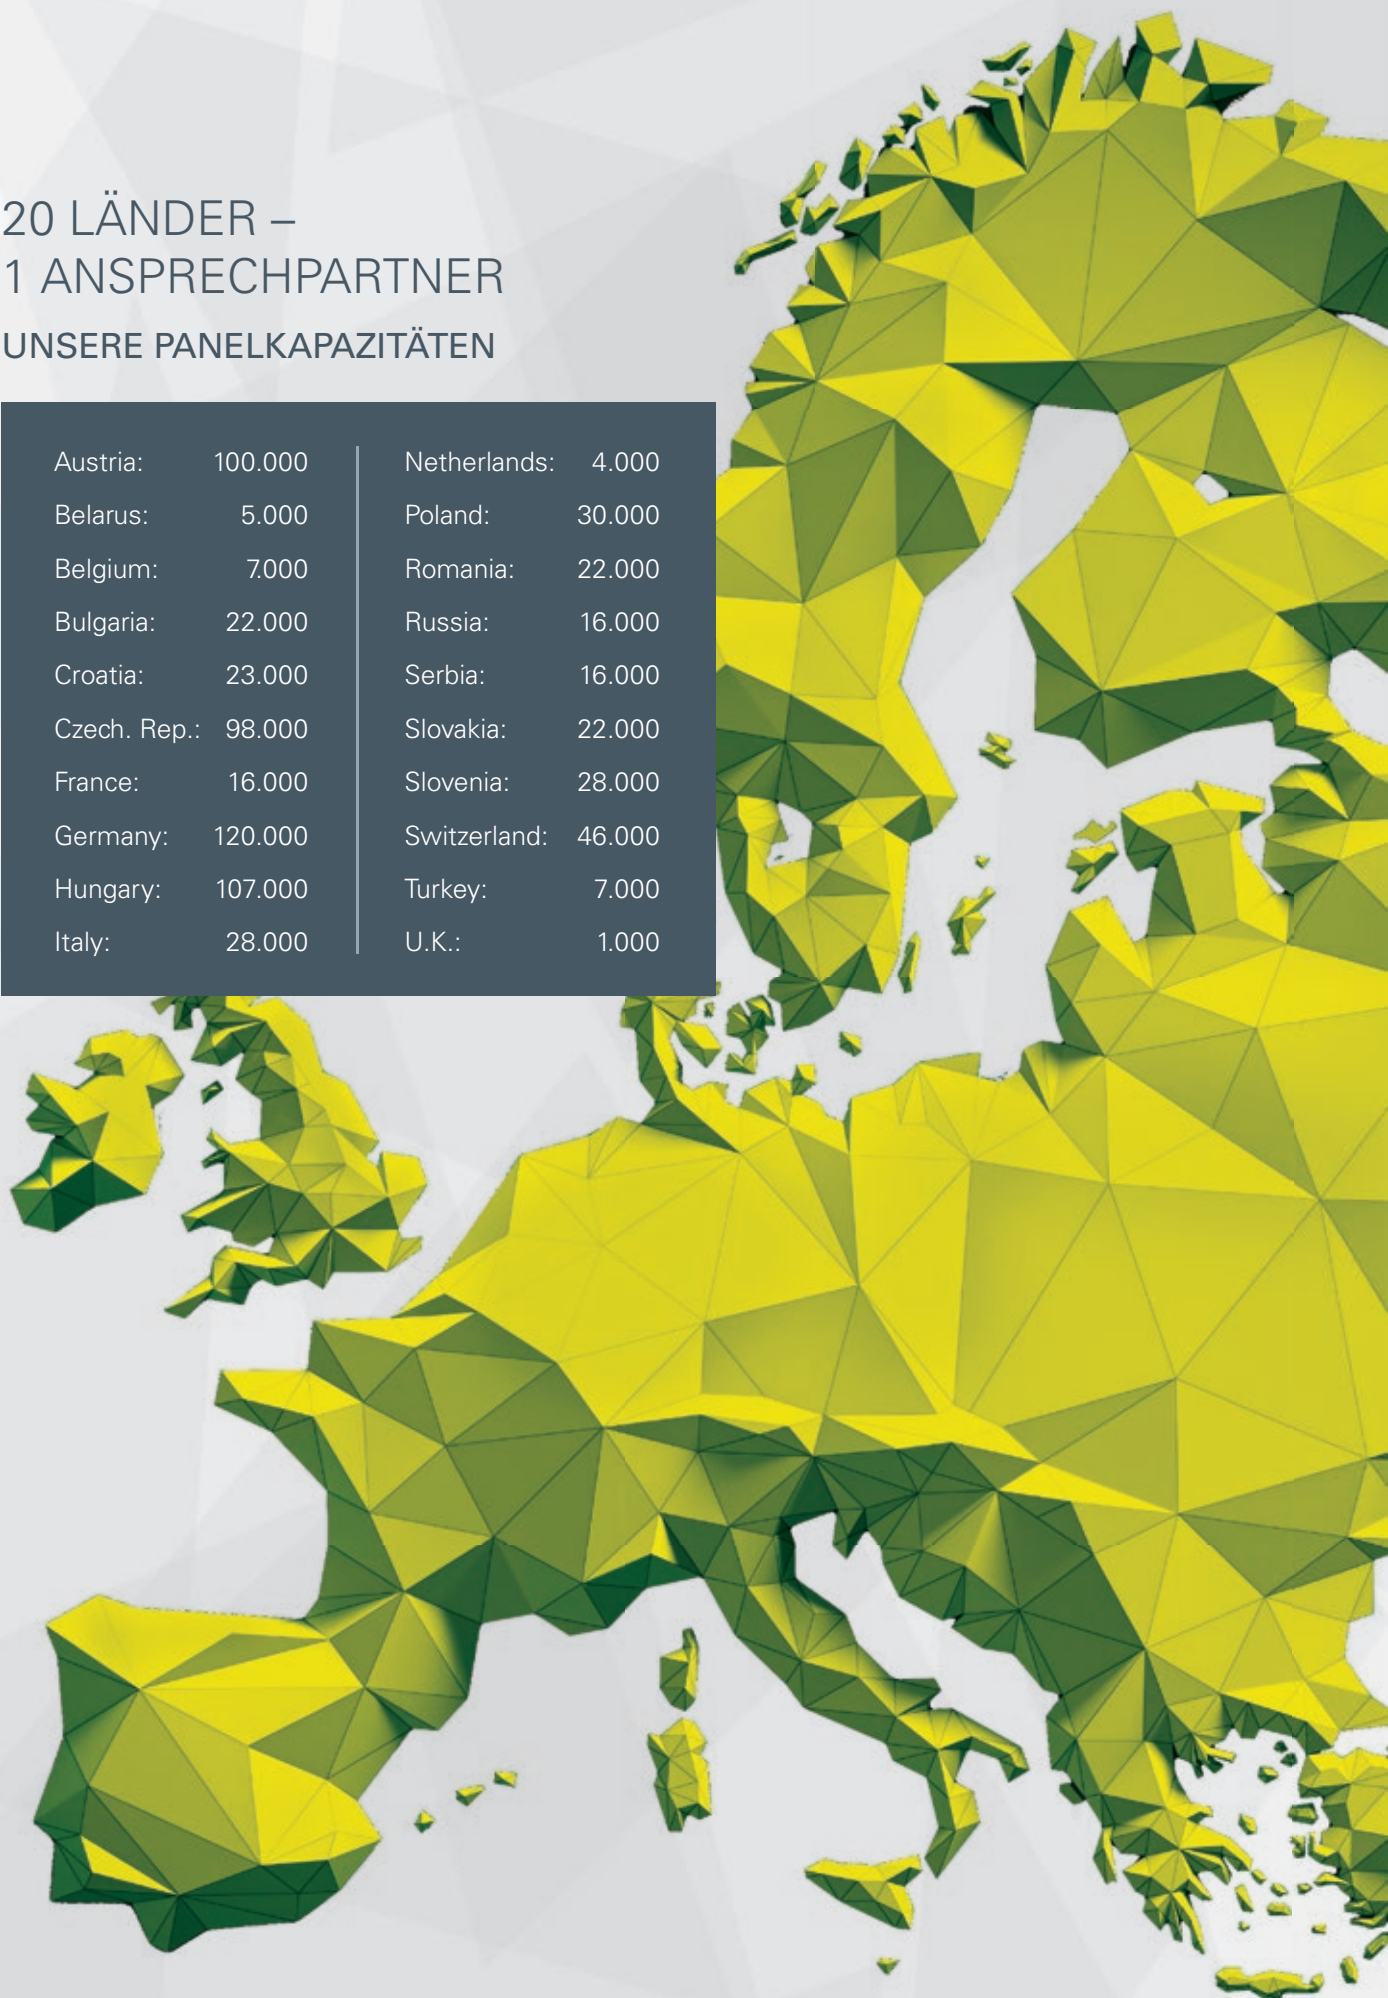 20 LÄNDER –
1 ANSPRECHPARTNER
UNSERE PANELKAPAZITÄTEN
Austria: 100.000
Belarus: 5.000
Belgium: 7.000
Bulgaria: 22.000
Croatia: 23.000
Czech. Rep.: 98.000
France: 16.000
Germany: 120.000
Hungary: 107.000
Italy: 28.000
Netherlands: 4.000
Poland: 30.000
Romania: 22.000
Russia: 16.000
Serbia: 16.000
Slovakia: 22.000
Slovenia: 28.000
Switzerland: 46.000
Turkey: 7.000
U.K.: 1.000